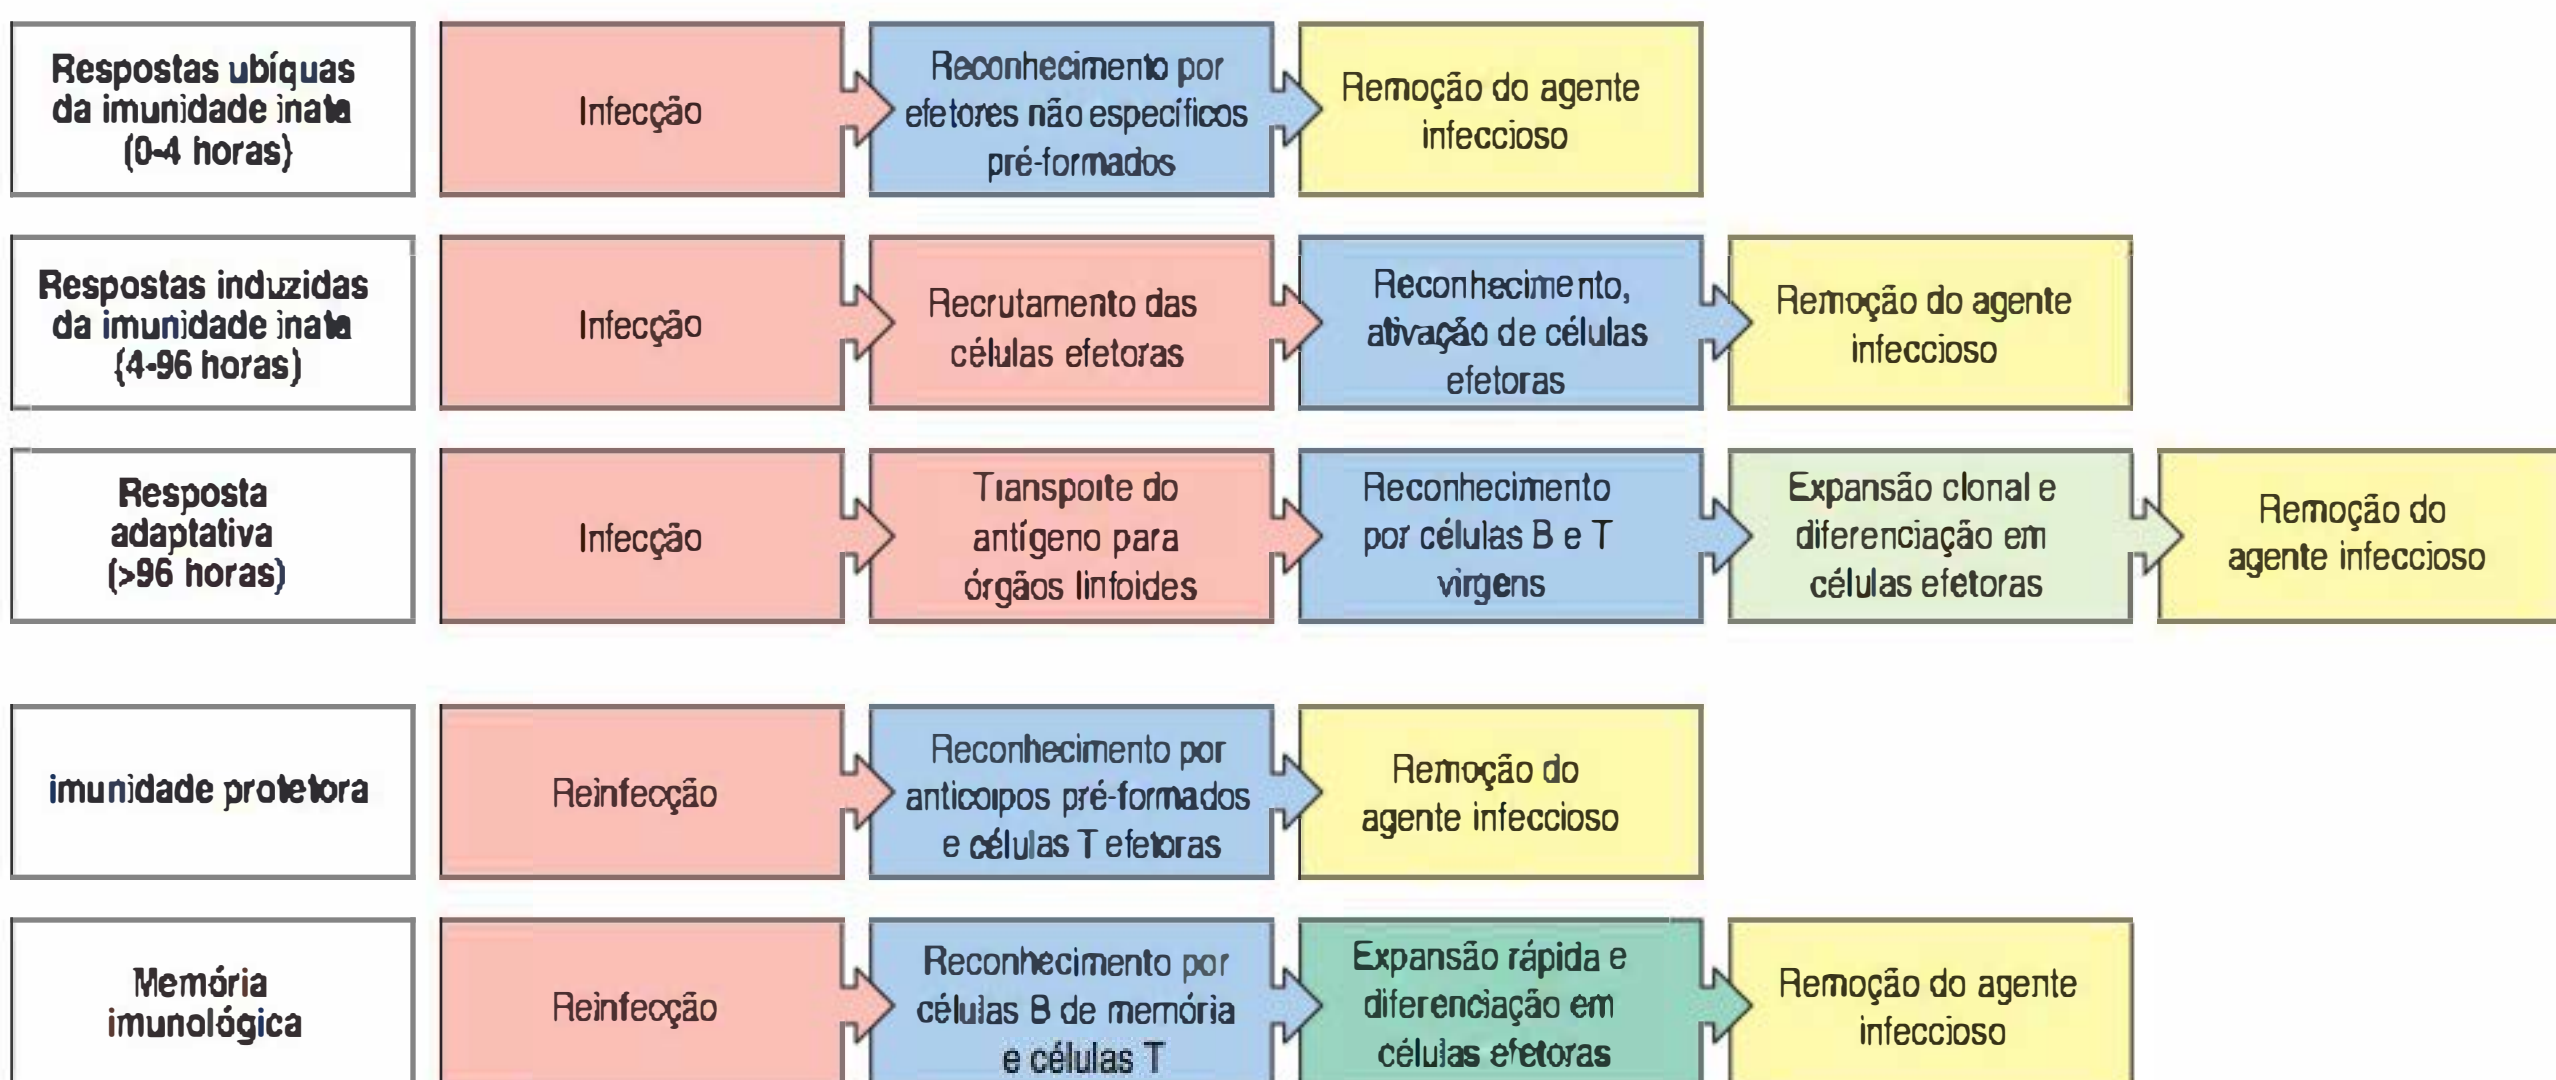 Respostas ubíquas
da imunidade inata
(0-4 horas)
Infecção
Reconhecimento por
efetores não específicos
pré-formados
Remoção do agente
infeccioso
Respostas induzidas
da imunidade inata
(4-96 horas)
Infecção
Recrutamento das
células efetoras
Reconhecimento,
ativação de células
efetoras
Remoção do agente
infeccioso
Resposta
adaptativa
(>96 horas)
Infecção
Transporte do
antígeno para
órgãos linfoides
Reconhecimento
por células B e T
virgens
Expansão clonal e
diferenciação em
células efetoras
Remoção do
agente infeccioso
imunidade protetora
Reinfecção
Reconhecimento por
anticorpos pré-formados
e células T efetoras
Remoção do
agente infeccioso
Memória
imunológica
Reinfecção
Reconhecimento por
células B de memória
e células T
Expansão rápida e
diferenciação em
células efetoras
Remoção do agente
infeccioso